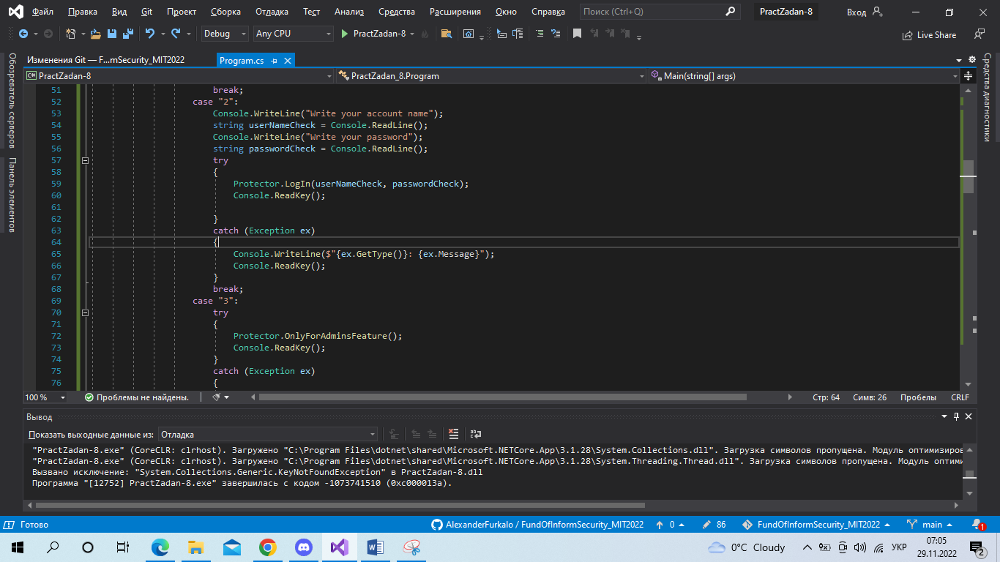 Файл Правка Вид Git Проект Сборка Отладка Тест Анализ Средства Расширения Окно Справка Поиск (Ctrl+Q) PractZadan-8 Вход
Debug Any CPU PractZadan-8 Live Share
Изменения Git — F...mSecurity_MIT2022 Program.cs
PractZadan-8 PractZadan_8.Program Main(string[] args)
Обозреватель серверов
Панель элементов
Средства диагностики
51 break;
52 case "2":
53 Console.WriteLine("Write your account name");
54 string userNameCheck = Console.ReadLine();
55 Console.WriteLine("Write your password");
56 string passwordCheck = Console.ReadLine();
57 try
58 {
59 Protector.LogIn(userNameCheck, passwordCheck);
60 Console.ReadKey();
61
62 }
63 catch (Exception ex)
64 {
65 Console.WriteLine($"{ex.GetType()}: {ex.Message}");
66 Console.ReadKey();
67 }
68 break;
69 case "3":
70 try
71 {
72 Protector.OnlyForAdminsFeature();
73 Console.ReadKey();
74 }
75 catch (Exception ex)
76 {
100 % Проблемы не найдены. Стр: 64 Симв: 26 Пробелы CRLF
Вывод
Показать выходные данные из: Отладка
"PractZadan-8.exe" (CoreCLR: clrhost). Загружено "C:\Program Files\dotnet\shared\Microsoft.NETCore.App\3.1.28\System.Collections.dll". Загрузка символов пропущена. Модуль оптимизиров
"PractZadan-8.exe" (CoreCLR: clrhost). Загружено "C:\Program Files\dotnet\shared\Microsoft.NETCore.App\3.1.28\System.Threading.Thread.dll". Загрузка символов пропущена. Модуль оптими
Вызвано исключение: "System.Collections.Generic.KeyNotFoundException" в PractZadan-8.dll
Программа "[12752] PractZadan-8.exe" завершилась с кодом -1073741510 (0xc000013a).
Готово AlexanderFurkalo / FundOfInformSecurity_MIT2022 0 86 FundOfInformSecurity_MIT2022 main 1
0°C Cloudy УКР 07:05
29.11.2022 2